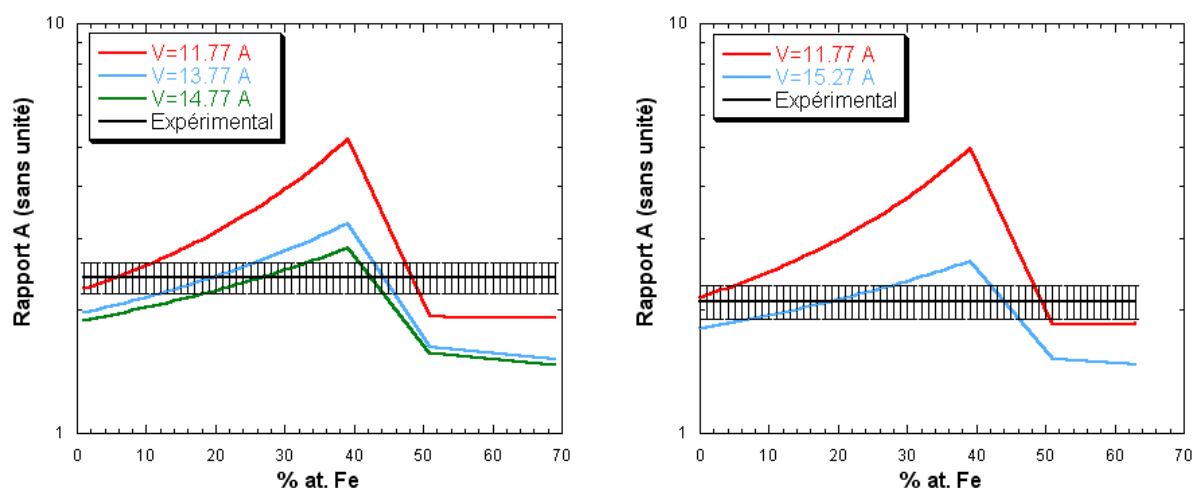 10
V=11.77 A
V=13.77 A
V=14.77 A
Expérimental
Rapport A (sans unité)
1
0 10 20 30 40 50 60 70
% at. Fe
10
V=11.77 A
V=15.27 A
Expérimental
Rapport A (sans unité)
1
0 10 20 30 40 50 60 70
% at. Fe